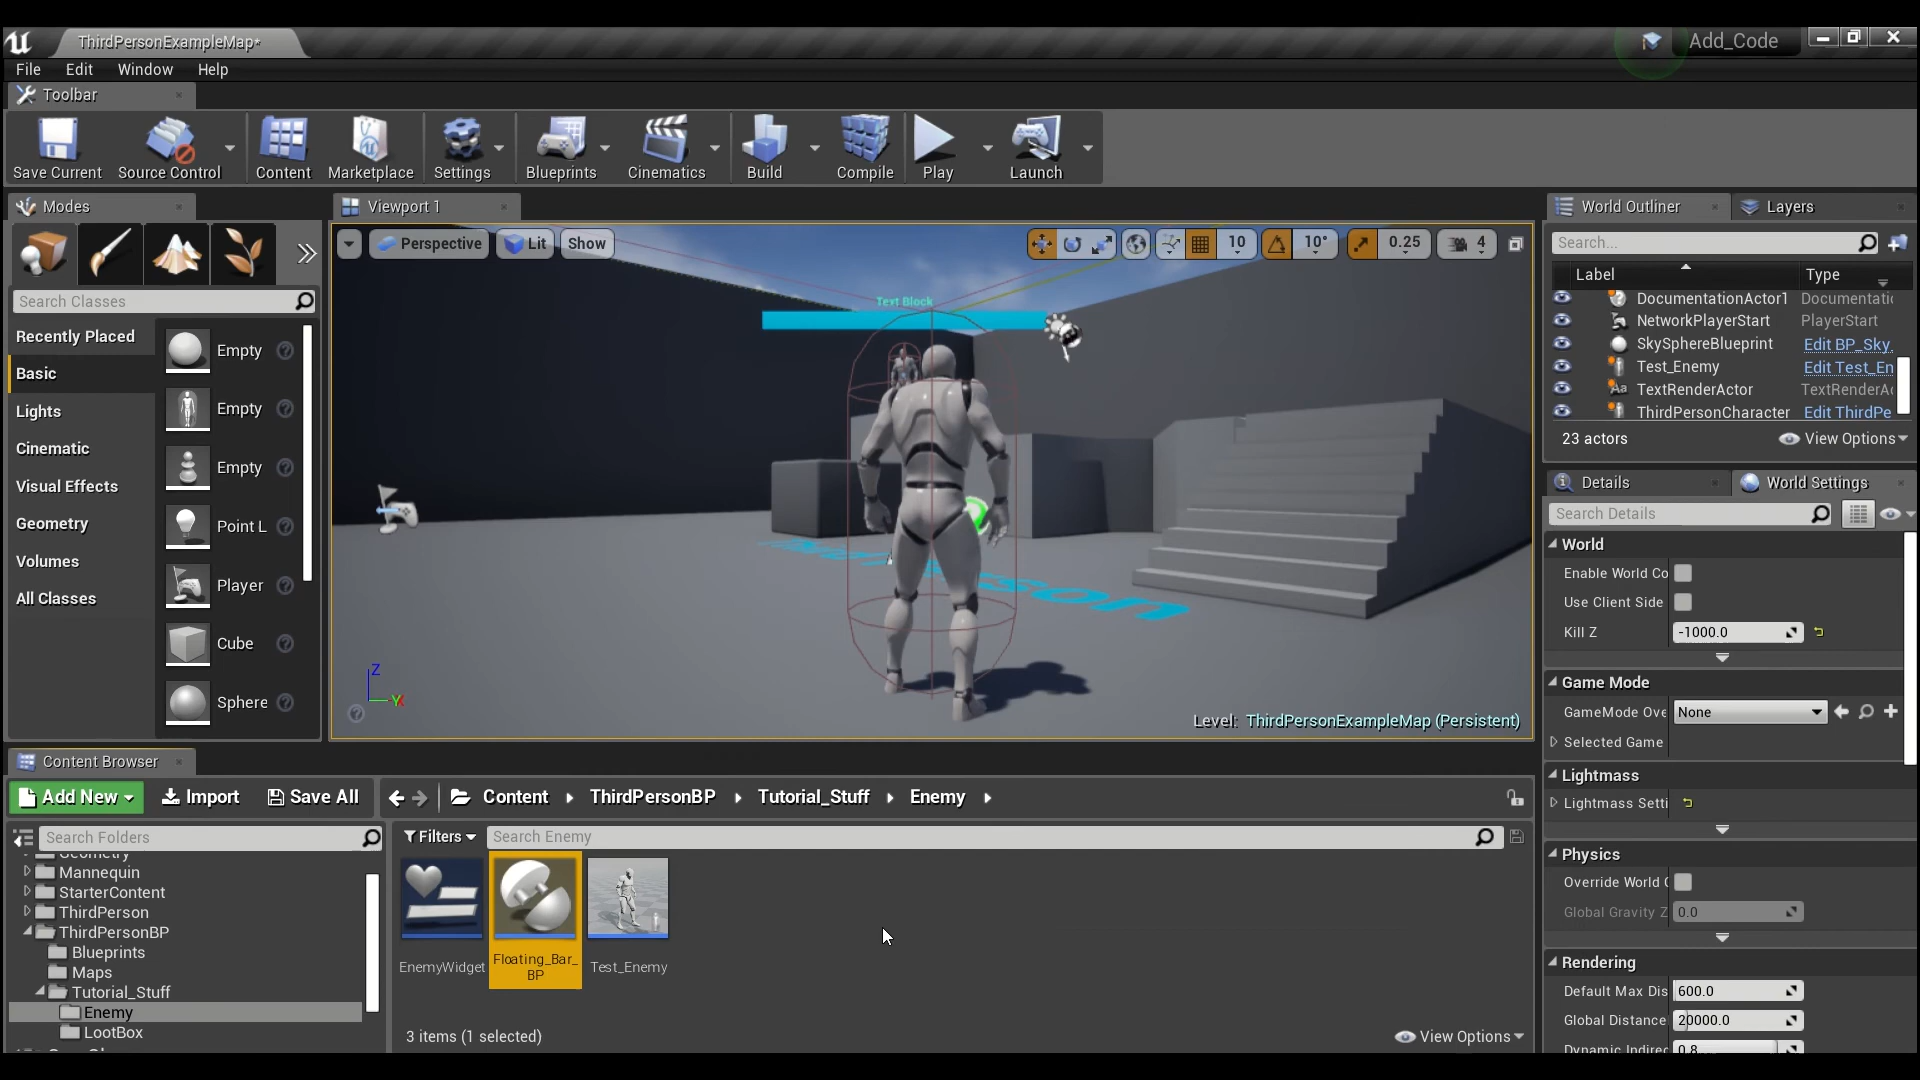 ThirdPersonExampleMap*
Add_Code
File Edit Window Help
Toolbar
Save Current Source Control Content Marketplace Settings Blueprints Cinematics Build Compile Play Launch
Modes
Viewport 1
World Outliner
Layers
Perspective Lit Show
10 10° 0.25 4
Search...
Label Type
DocumentationActor1 Documentati
NetworkPlayerStart PlayerStart
SkySphereBlueprint Edit BP_Sky
Test_Enemy Edit Test_En
TextRenderActor TextRenderA
ThirdPersonCharacter Edit ThirdPe
23 actors
View Options
Search Classes
Recently Placed
Basic
Lights
Cinematic
Visual Effects
Geometry
Volumes
All Classes
Empty
Empty
Empty
Point L
Player
Cube
Sphere
Text Block
Z
Y
Level: ThirdPersonExampleMap (Persistent)
Details
World Settings
Search Details
World
Enable World Co
Use Client Side
Kill Z -1000.0
Game Mode
GameMode Ove None
Selected Game
Lightmass
Lightmass Setti
Physics
Override World
Global Gravity Z 0.0
Rendering
Default Max Dis 600.0
Global Distance 20000.0
Dynamic Indirec 0.8
Content Browser
Add New Import Save All
Content ThirdPersonBP Tutorial_Stuff Enemy
Search Folders
Filters
Search Enemy
Geometry
Mannequin
StarterContent
ThirdPerson
ThirdPersonBP
Blueprints
Maps
Tutorial_Stuff
Enemy
LootBox
EnemyWidget
Floating_Bar_
BP
Test_Enemy
3 items (1 selected)
View Options